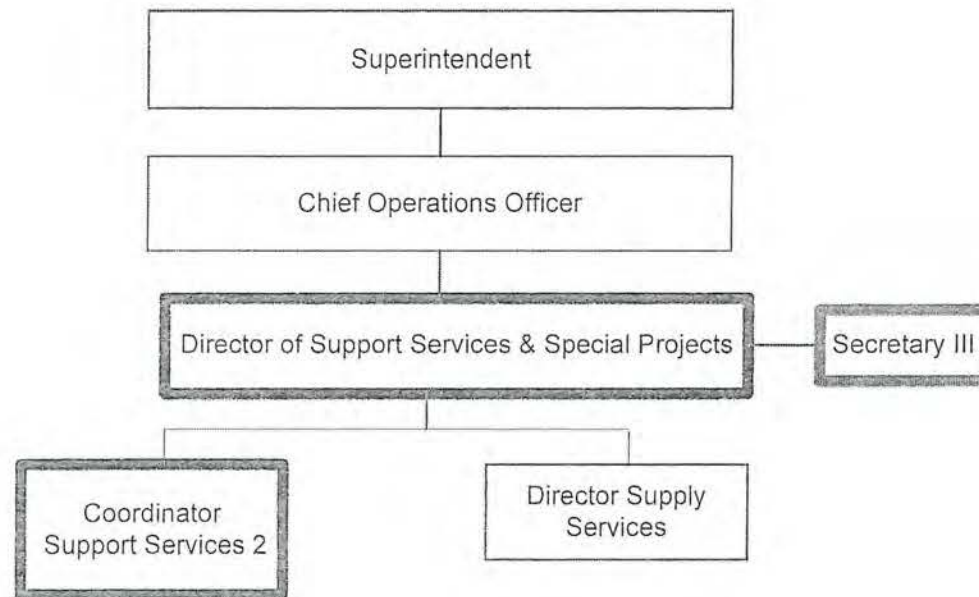 Superintendent
Chief Operations Officer
Director of Support Services & Special Projects
Secretary III
Coordinator
Support Services 2
Director Supply
Services